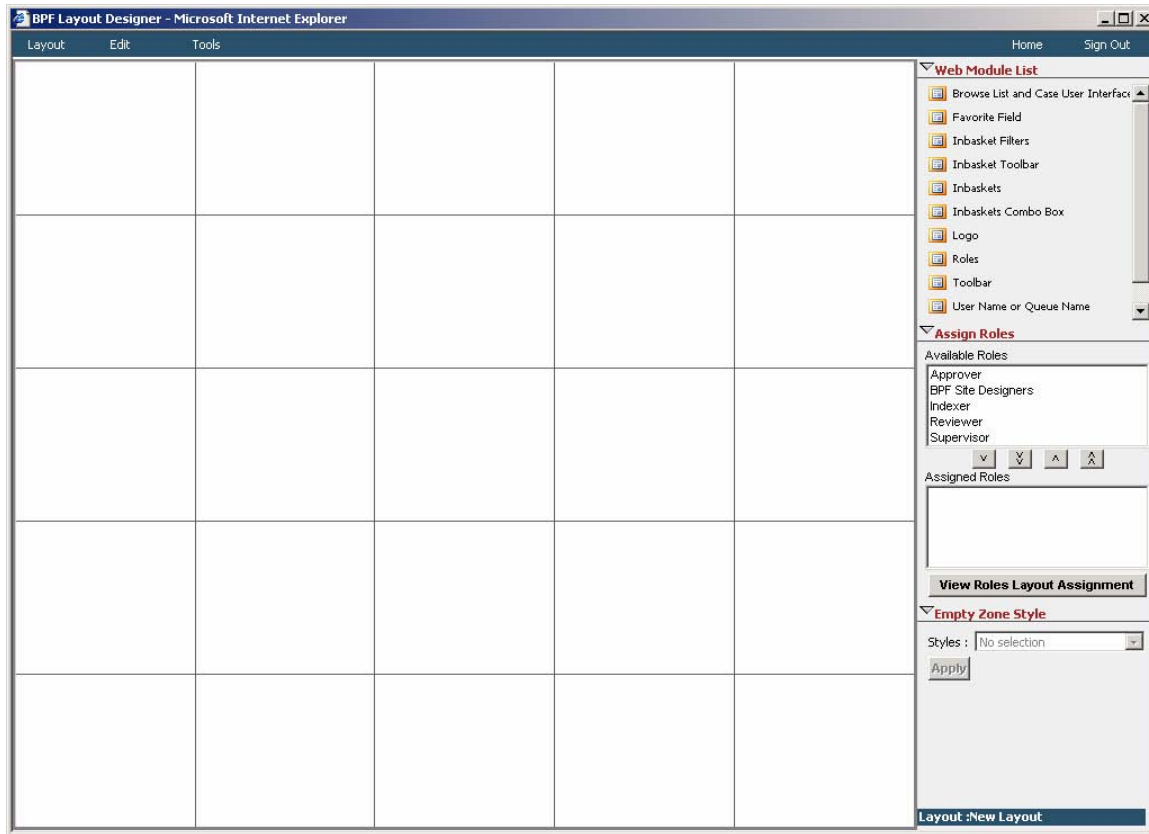 BPF Layout Designer - Microsoft Internet Explorer
Layout Edit Tools Home Sign Out
Web Module List
Browse List and Case User Interface
Favorite Field
Inbasket Filters
Inbasket Toolbar
Inbaskets
Inbaskets Combo Box
Logo
Roles
Toolbar
User Name or Queue Name
Assign Roles
Available Roles
Approver
BPF Site Designers
Indexer
Reviewer
Supervisor
Assigned Roles
View Roles Layout Assignment
Empty Zone Style
Styles : No selection
Apply
Layout :New Layout